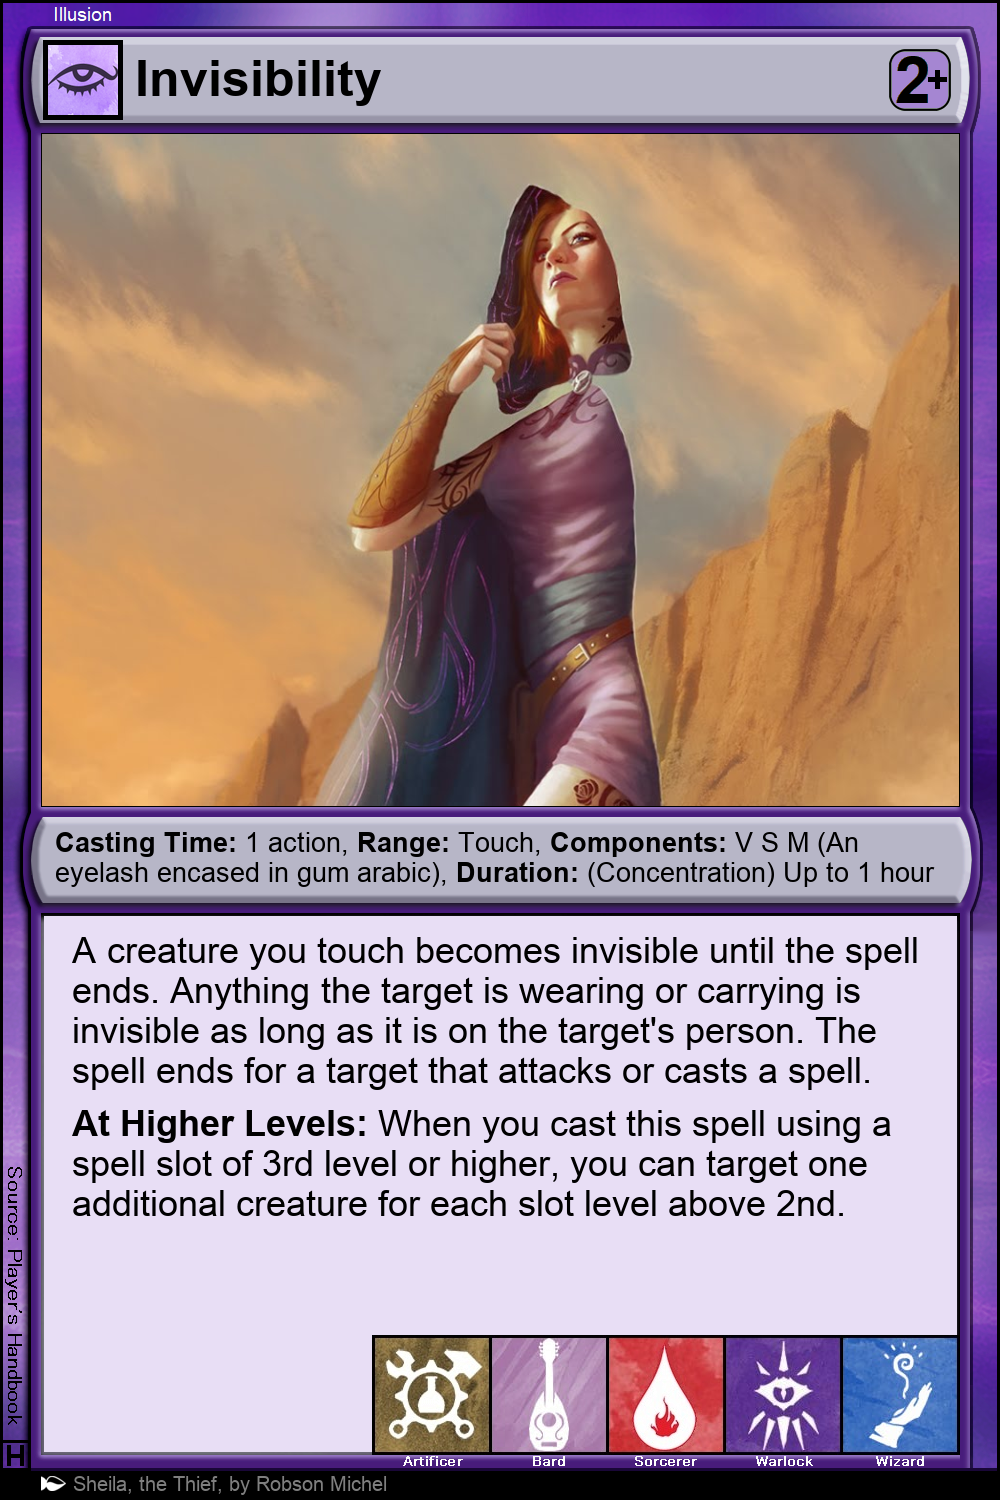 Illusion
Invisibility
2+
Casting Time: 1 action, Range: Touch, Components: V S M (An
eyelash encased in gum arabic), Duration: (Concentration) Up to 1 hour
A creature you touch becomes invisible until the spell
ends. Anything the target is wearing or carrying is
invisible as long as it is on the target's person. The
spell ends for a target that attacks or casts a spell.
At Higher Levels: When you cast this spell using a
spell slot of 3rd level or higher, you can target one
additional creature for each slot level above 2nd.
Source: Player's Handbook
H
Artificer Bard Sorcerer Warlock Wizard
Sheila, the Thief, by Robson Michel